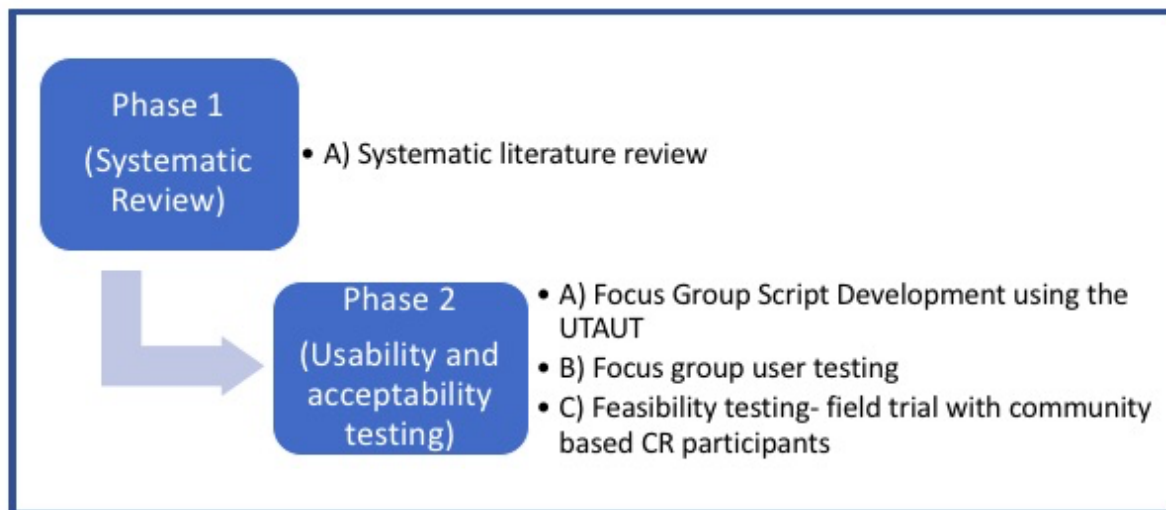 Phase 1
(Systematic
Review)
• A) Systematic literature review
Phase 2
(Usability and
acceptability
testing)
• A) Focus Group Script Development using the
UTAUT
• B) Focus group user testing
• C) Feasibility testing- field trial with community
based CR participants